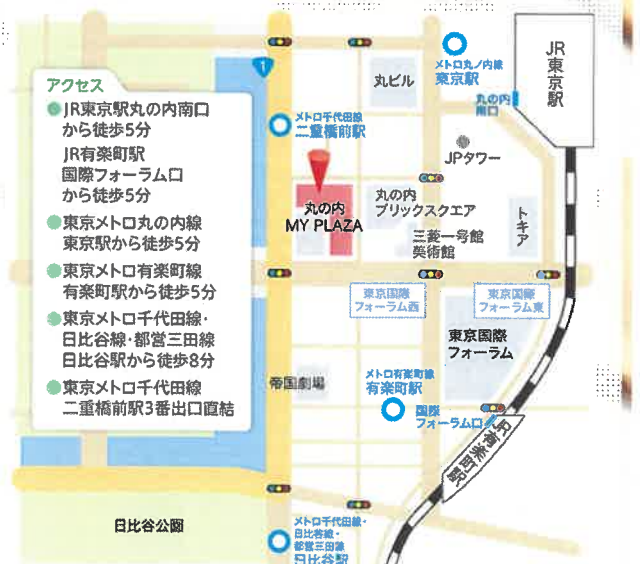 アクセス
JR東京駅丸の内南口
から徒歩5分
JR有楽町駅
国際フォーラム口
から徒歩5分
東京メトロ丸の内線
東京駅から徒歩5分
東京メトロ有楽町線
有楽町駅から徒歩5分
東京メトロ千代田線・
日比谷線・都営三田線
日比谷駅から徒歩8分
東京メトロ千代田線
二重橋前駅3番出口直結
1
メトロ丸ノ内線
東京駅
JR東京駅
丸ビル
丸の内
南口
メトロ千代田線
二重橋前駅
JPタワー
丸の内
MY PLAZA
丸の内
ブリックスクエア
三菱一号館
美術館
トキア
東京国際
フォーラム西
東京国際
フォーラム東
東京国際
フォーラム
帝国劇場
メトロ有楽町線
有楽町駅
国際
フォーラム口
JR有楽町駅
日比谷公園
メトロ千代田線・
日比谷線・
都営三田線
日比谷駅